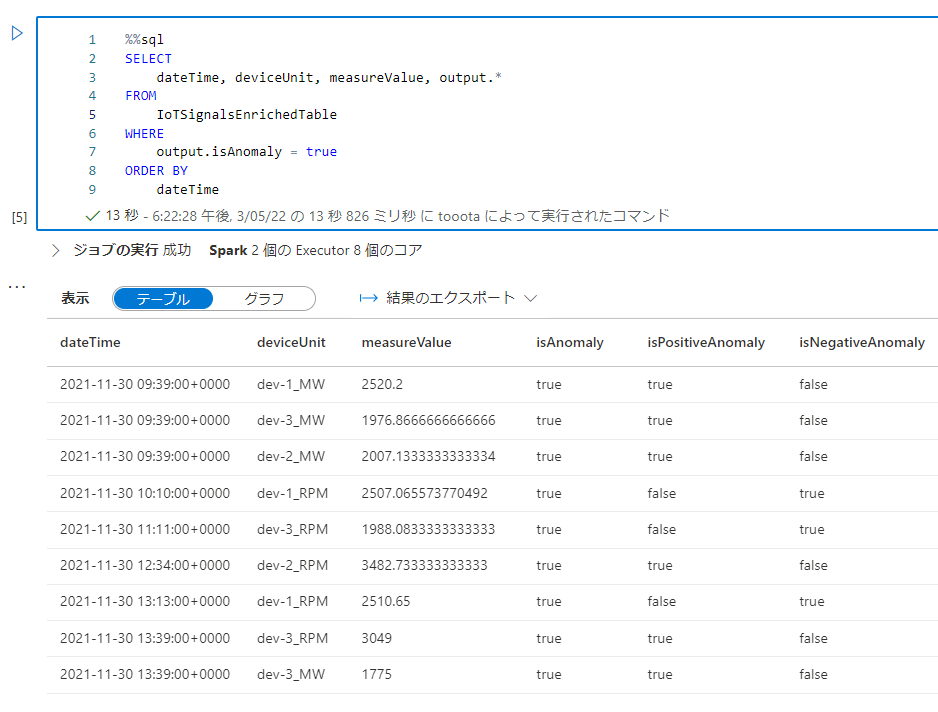 1 %%sql
2 SELECT
3 dateTime, deviceUnit, measureValue, output.*
4 FROM
5 IoTSignalsEnrichedTable
6 WHERE
7 output.isAnomaly = true
8 ORDER BY
9 dateTime
[5] 13 秒 - 6:22:28 午後, 3/05/22 の 13 秒 826 ミリ秒 に tooota によって実行されたコマンド
ジョブの実行 成功 Spark 2 個の Executor 8 個のコア
...
表示 テーブル グラフ 結果のエクスポート
dateTime deviceUnit measureValue isAnomaly isPositiveAnomaly isNegativeAnomaly
2021-11-30 09:39:00+0000 dev-1_MW 2520.2 true true false
2021-11-30 09:39:00+0000 dev-3_MW 1976.8666666666666 true true false
2021-11-30 09:39:00+0000 dev-2_MW 2007.1333333333334 true true false
2021-11-30 10:10:00+0000 dev-1_RPM 2507.065573770492 true false true
2021-11-30 11:11:00+0000 dev-3_RPM 1988.0833333333333 true false true
2021-11-30 12:34:00+0000 dev-2_RPM 3482.733333333333 true true false
2021-11-30 13:13:00+0000 dev-1_RPM 2510.65 true false true
2021-11-30 13:39:00+0000 dev-3_RPM 3049 true true false
2021-11-30 13:39:00+0000 dev-3_MW 1775 true true false